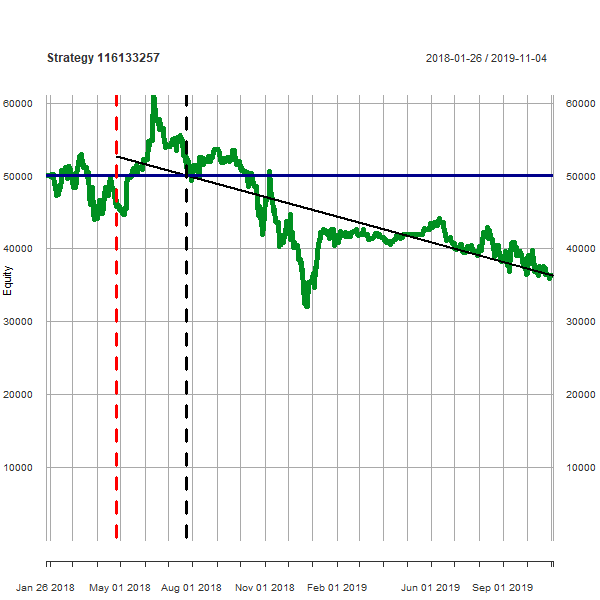 Strategy 116133257
2018-01-26 / 2019-11-04
60000
60000
50000
50000
40000
40000
30000
30000
20000
20000
10000
10000
Equity
Jan 26 2018
May 01 2018
Aug 01 2018
Nov 01 2018
Feb 01 2019
Jun 01 2019
Sep 01 2019